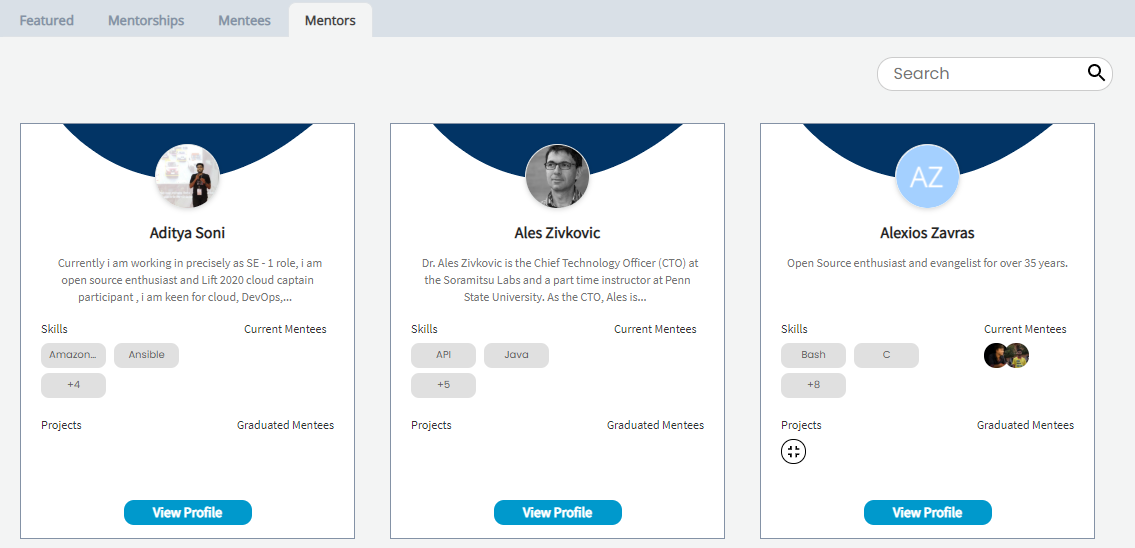 Featured Mentorships Mentees Mentors
Search
Aditya Soni
Currently i am working in precisely as SE - 1 role, i am
open source enthusiast and Lift 2020 cloud captain
participant , i am keen for cloud, DevOps,...
Skills Current Mentees
Amazon... Ansible
+4
Projects Graduated Mentees
View Profile
Ales Zivkovic
Dr. Ales Zivkovic is the Chief Technology Officer (CTO) at
the Soramitsu Labs and a part time instructor at Penn
State University. As the CTO, Ales is...
Skills Current Mentees
API Java
+5
Projects Graduated Mentees
View Profile
AZ
Alexios Zavras
Open Source enthusiast and evangelist for over 35 years.
Skills Current Mentees
Bash C
+8
Projects Graduated Mentees
View Profile